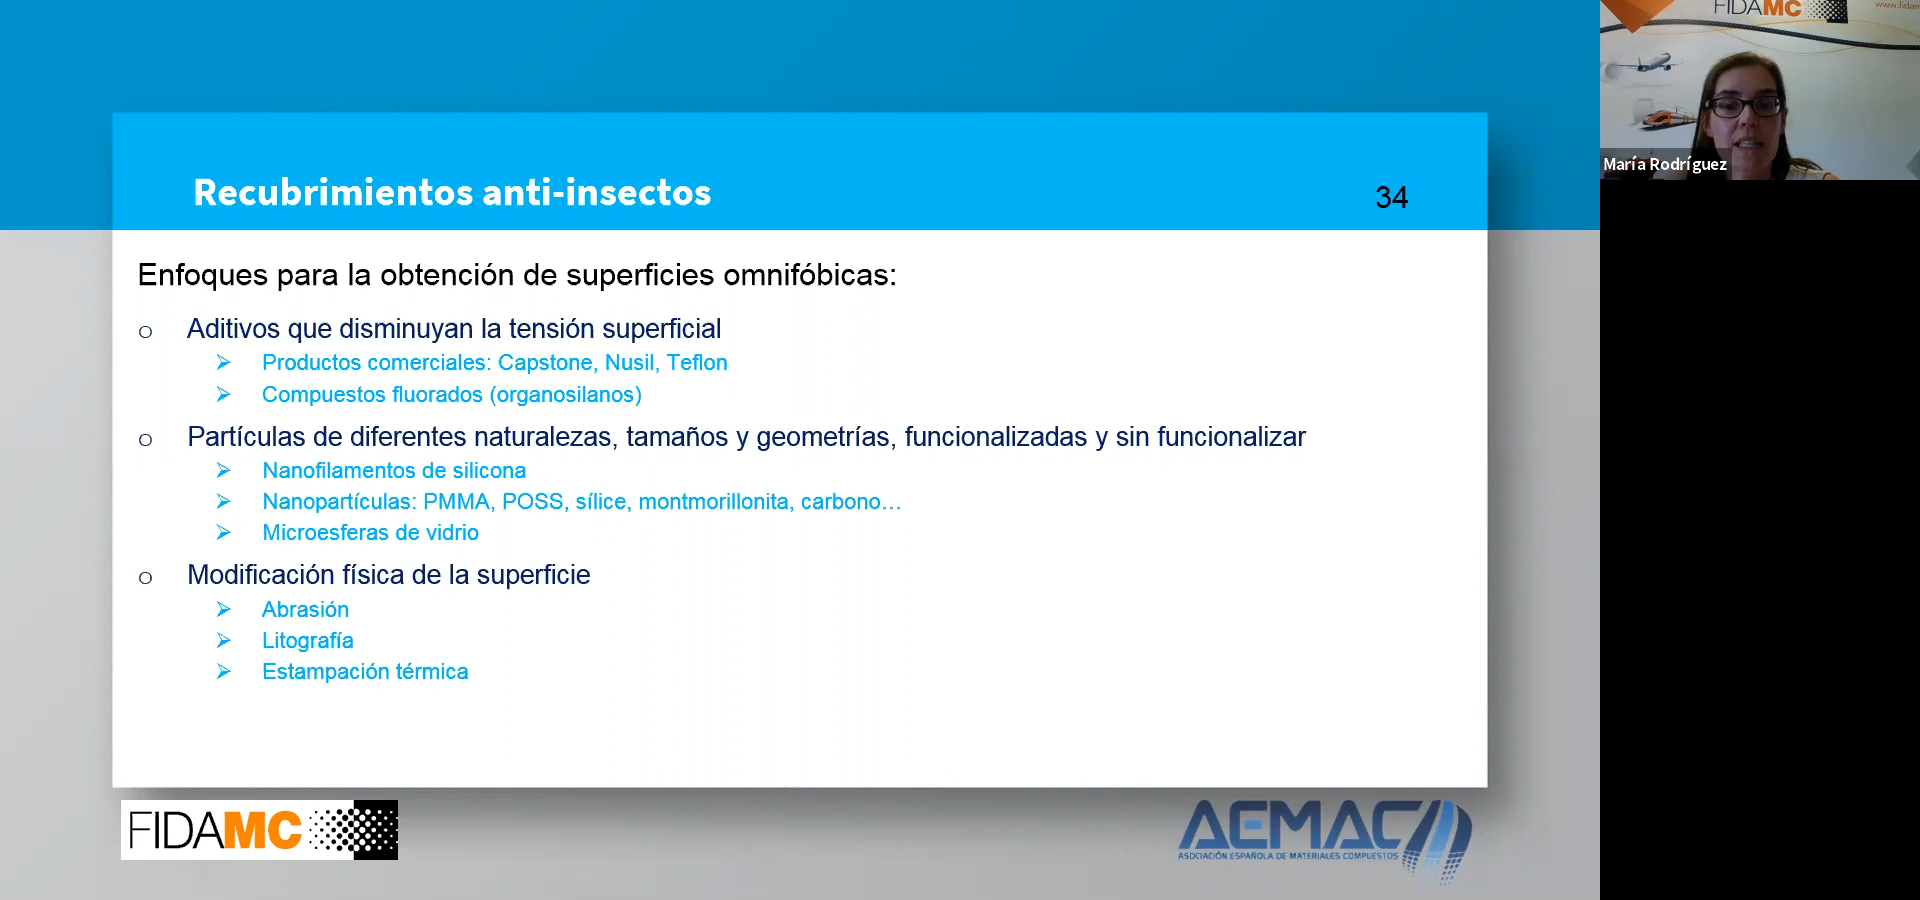 Recubrimientos anti-insectos
34
Enfoques para la obtención de superficies omnifóbicas:
o Aditivos que disminuyan la tensión superficial
➢ Productos comerciales: Capstone, Nusil, Teflon
➢ Compuestos fluorados (organosilanos)
o Partículas de diferentes naturalezas, tamaños y geometrías, funcionalizadas y sin funcionalizar
➢ Nanofilamentos de silicona
➢ Nanopartículas: PMMA, POSS, sílice, montmorillonita, carbono…
➢ Microesferas de vidrio
o Modificación física de la superficie
➢ Abrasión
➢ Litografía
➢ Estampación térmica
FIDAMC
AEMAC
ASOCIACIÓN ESPAÑOLA DE MATERIALES COMPUESTOS
FIDAMC
María Rodríguez